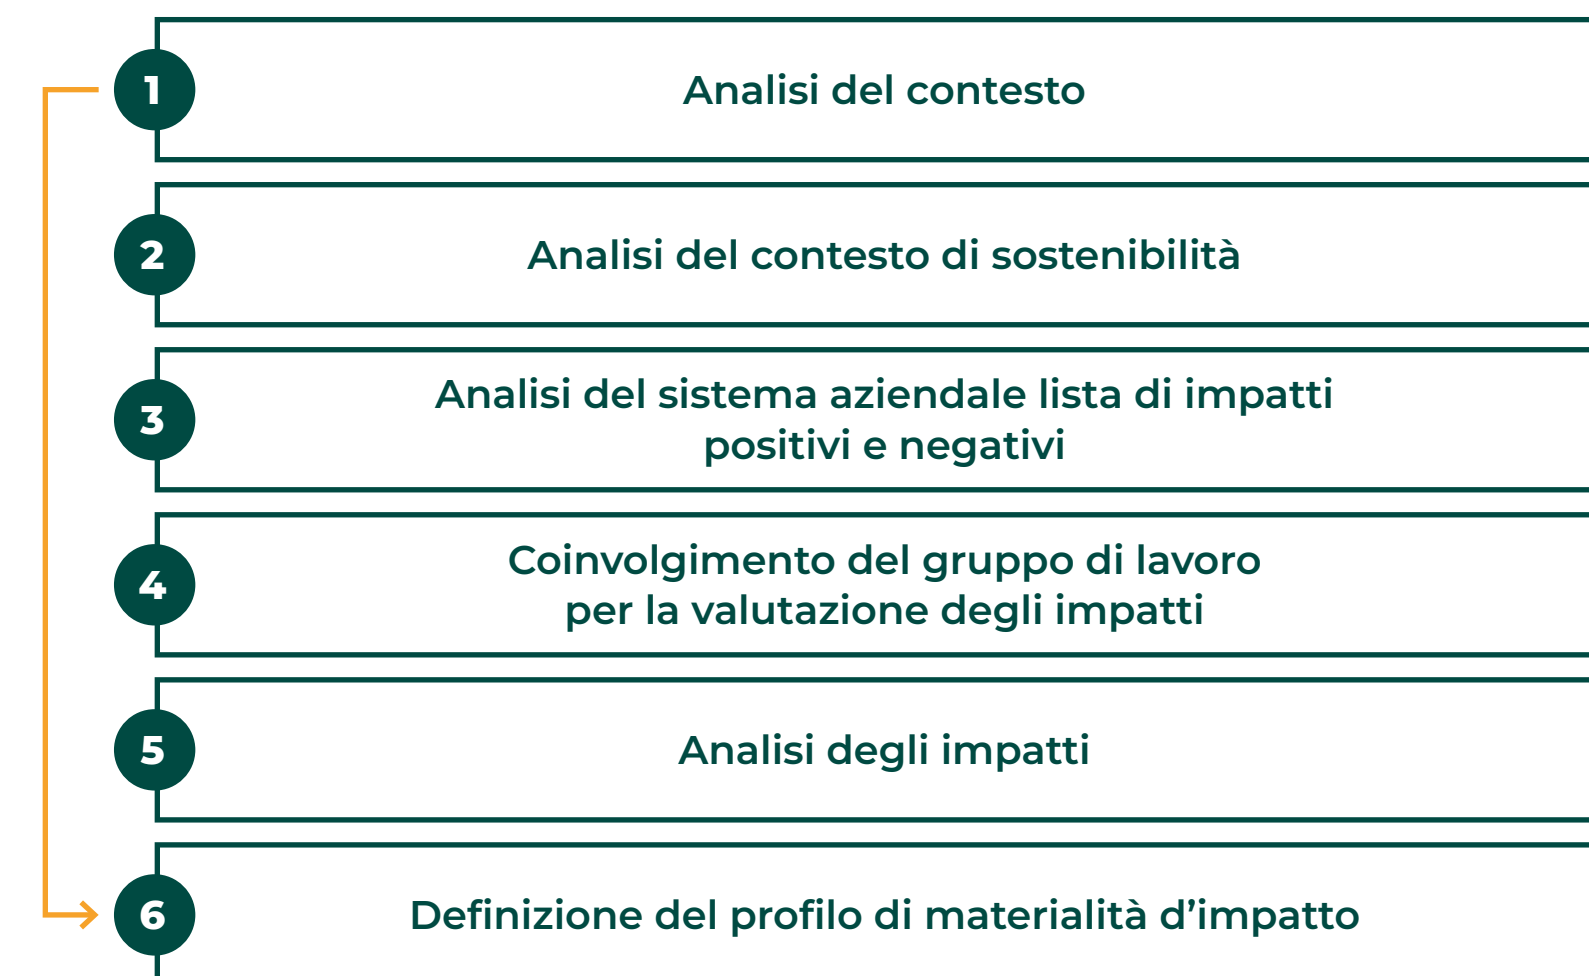 1
Analisi del contesto
2
Analisi del contesto di sostenibilità
3
Analisi del sistema aziendale lista di impatti
positivi e negativi
4
Coinvolgimento del gruppo di lavoro
per la valutazione degli impatti
5
Analisi degli impatti
6
Definizione del profilo di materialità d’impatto